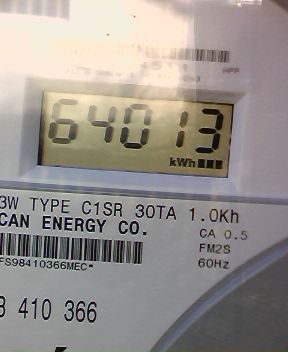 64013
kWh
3W TYPE C1SR 30TA 1.0Kh
CAN ENERGY CO.
CA 0.5
FM2S
FS98410366MEC*
60Hz
8 410 366